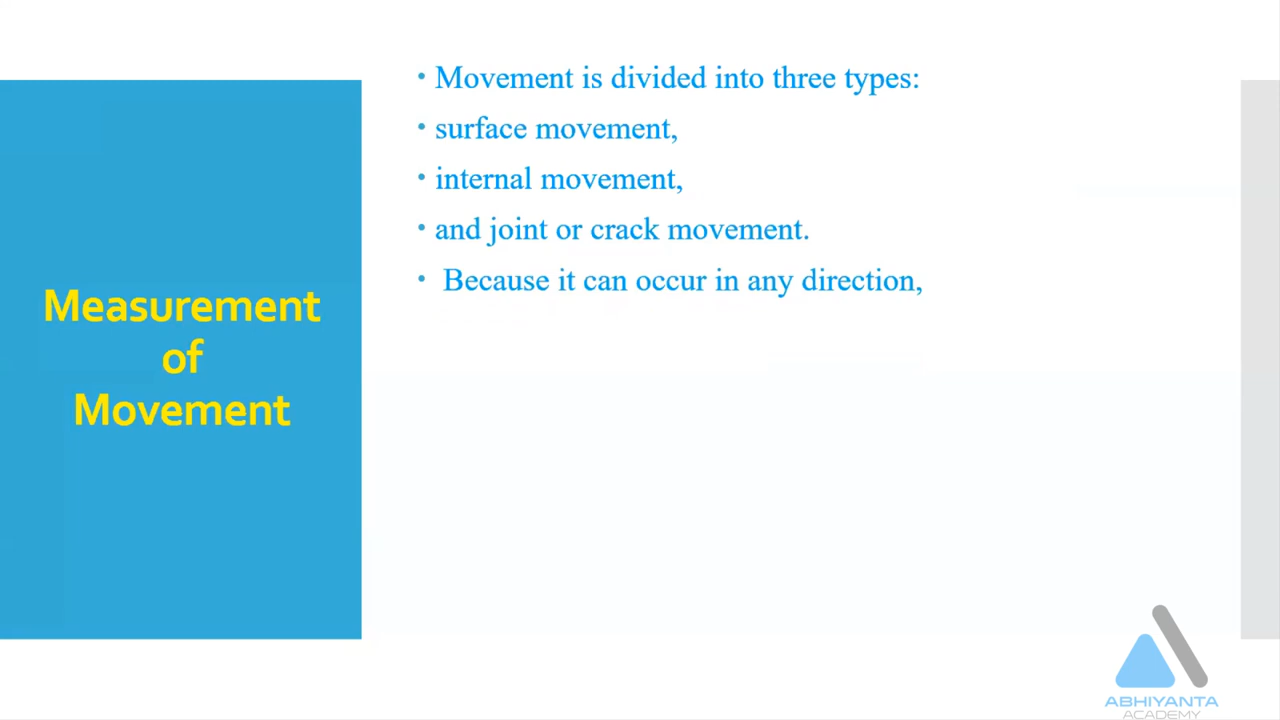 Measurement
of
Movement
• Movement is divided into three types:
• surface movement,
• internal movement,
• and joint or crack movement.
• Because it can occur in any direction,
ABHIYANTA
ACADEMY